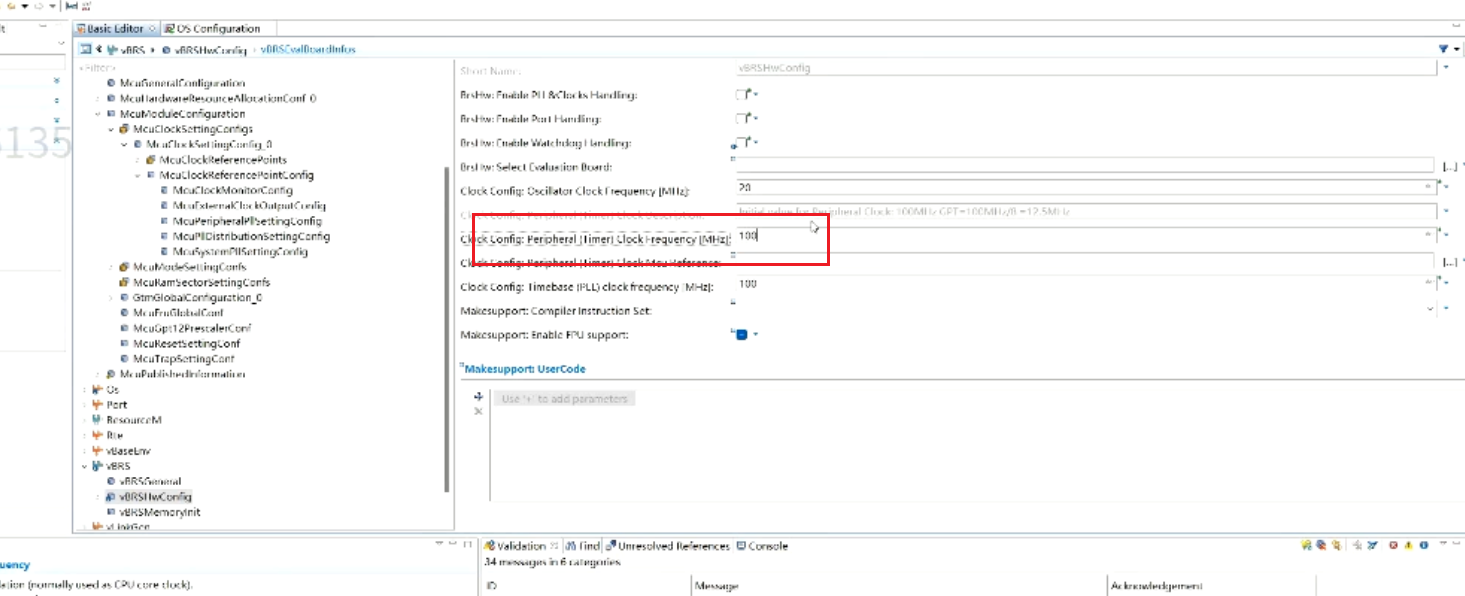 Basic Editor
OS Configuration
vBRS
vBRSHwConfig
vBRSEvalBoardInfos
<Filter>
McuGeneralConfiguration
McuHardwareResourceAllocationConf_0
McuModuleConfiguration
McuClockSettingConfigs
McuClockSettingConfig_0
McuClockReferencePoints
McuClockReferencePointConfig
McuClockMonitorConfig
McuExternalClockOutputConfig
McuPeripheralPllSettingConfig
McuPllDistributionSettingConfig
McuSystemPllSettingConfig
McuModeSettingConfs
McuRamSectorSettingConfs
GtmGlobalConfiguration_0
McuEruGlobalConf
McuGpt12PrescalerConf
McuResetSettingConf
McuTrapSettingConf
McuPublishedInformation
Os
Port
ResourceM
Rte
vBaseEnv
vBRS
vBRSGeneral
vBRSHwConfig
vBRSMemoryInit
vLinkGen
5135
Short Name:
vBRSHwConfig
BrsHw: Enable PLL&Clocks Handling:
BrsHw: Enable Port Handling:
BrsHw: Enable Watchdog Handling:
BrsHw: Select Evaluation Board:
Clock Config: Oscillator Clock Frequency [MHz]:
20
Clock Config: Peripheral (Timer) Clock Description:
Initial value for Peripheral Clock: 100MHz GPT=100MHz/8 =12.5MHz
Clock Config: Peripheral (Timer) Clock Frequency [MHz]:
100
Clock Config: Peripheral (Timer) Clock Mcu Reference:
Clock Config: Timebase (PLL) clock frequency [MHz]:
100
Makesupport: Compiler Instruction Set:
Makesupport: Enable FPU support:
Makesupport: UserCode
Use '+' to add parameters
uency
lation (normally used as CPU core clock).
Validation
Find
Unresolved References
Console
34 messages in 6 categories
ID
Message
Acknowledgement